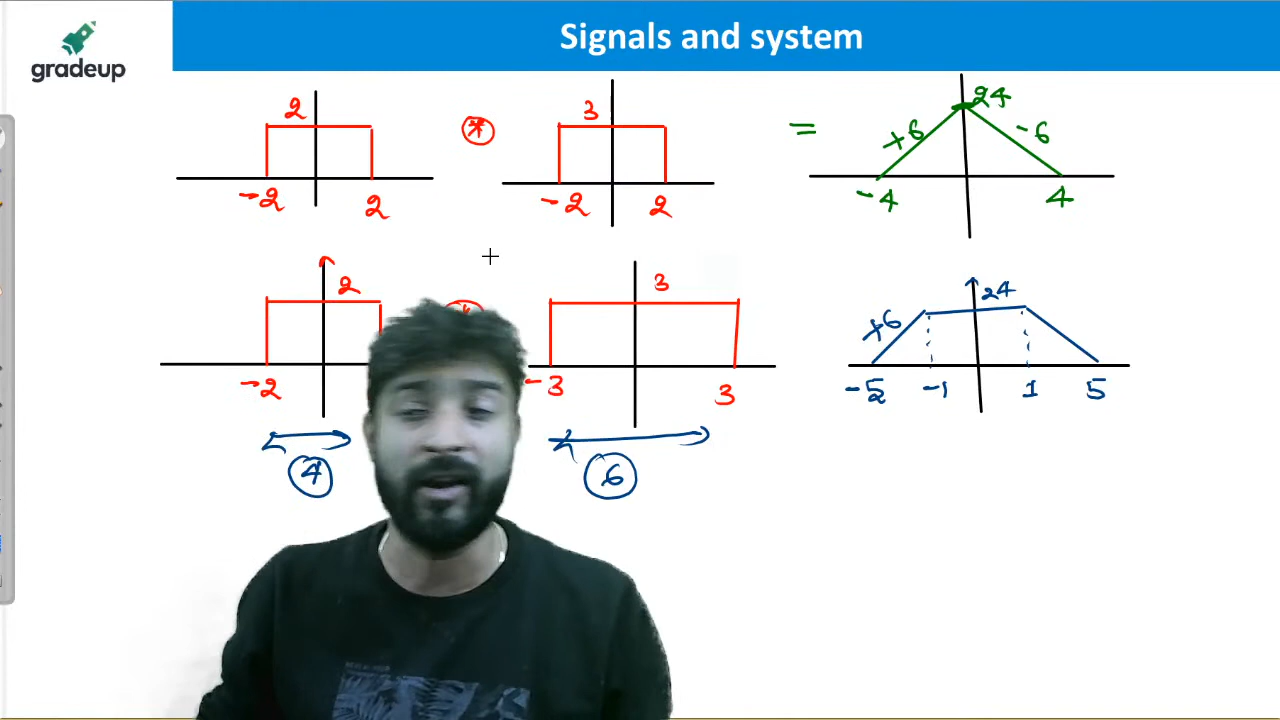 Signals and system
gradeup
2 * 3 = 24
+6 -6
-2 2 -2 2 -4 4
2 3 24
+6
-2 -3 3 -5 -1 1 5
4 6